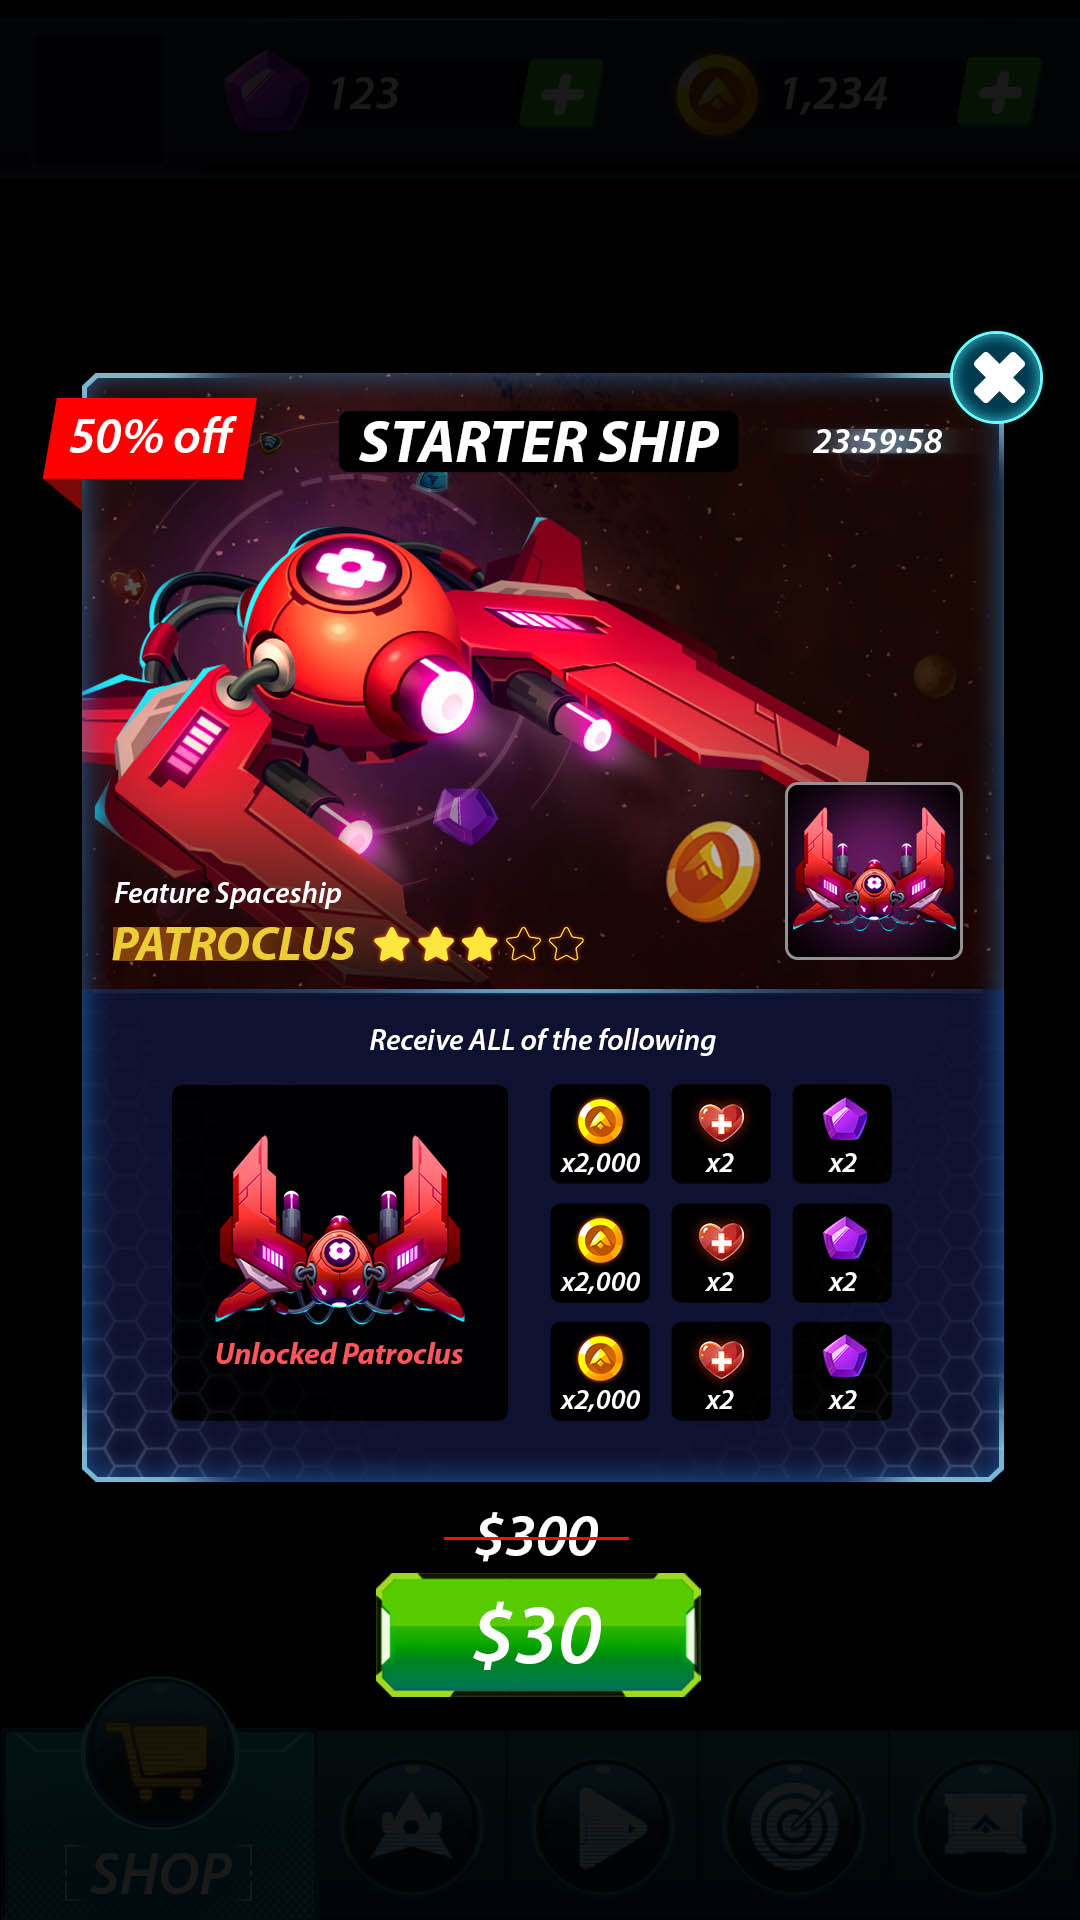 123
1,234
50% off
STARTER SHIP
23:59:58
Feature Spaceship
PATROCLUS
Receive ALL of the following
Unlocked Patroclus
x2,000
x2
x2
x2,000
x2
x2
x2,000
x2
x2
$300
$30
SHOP